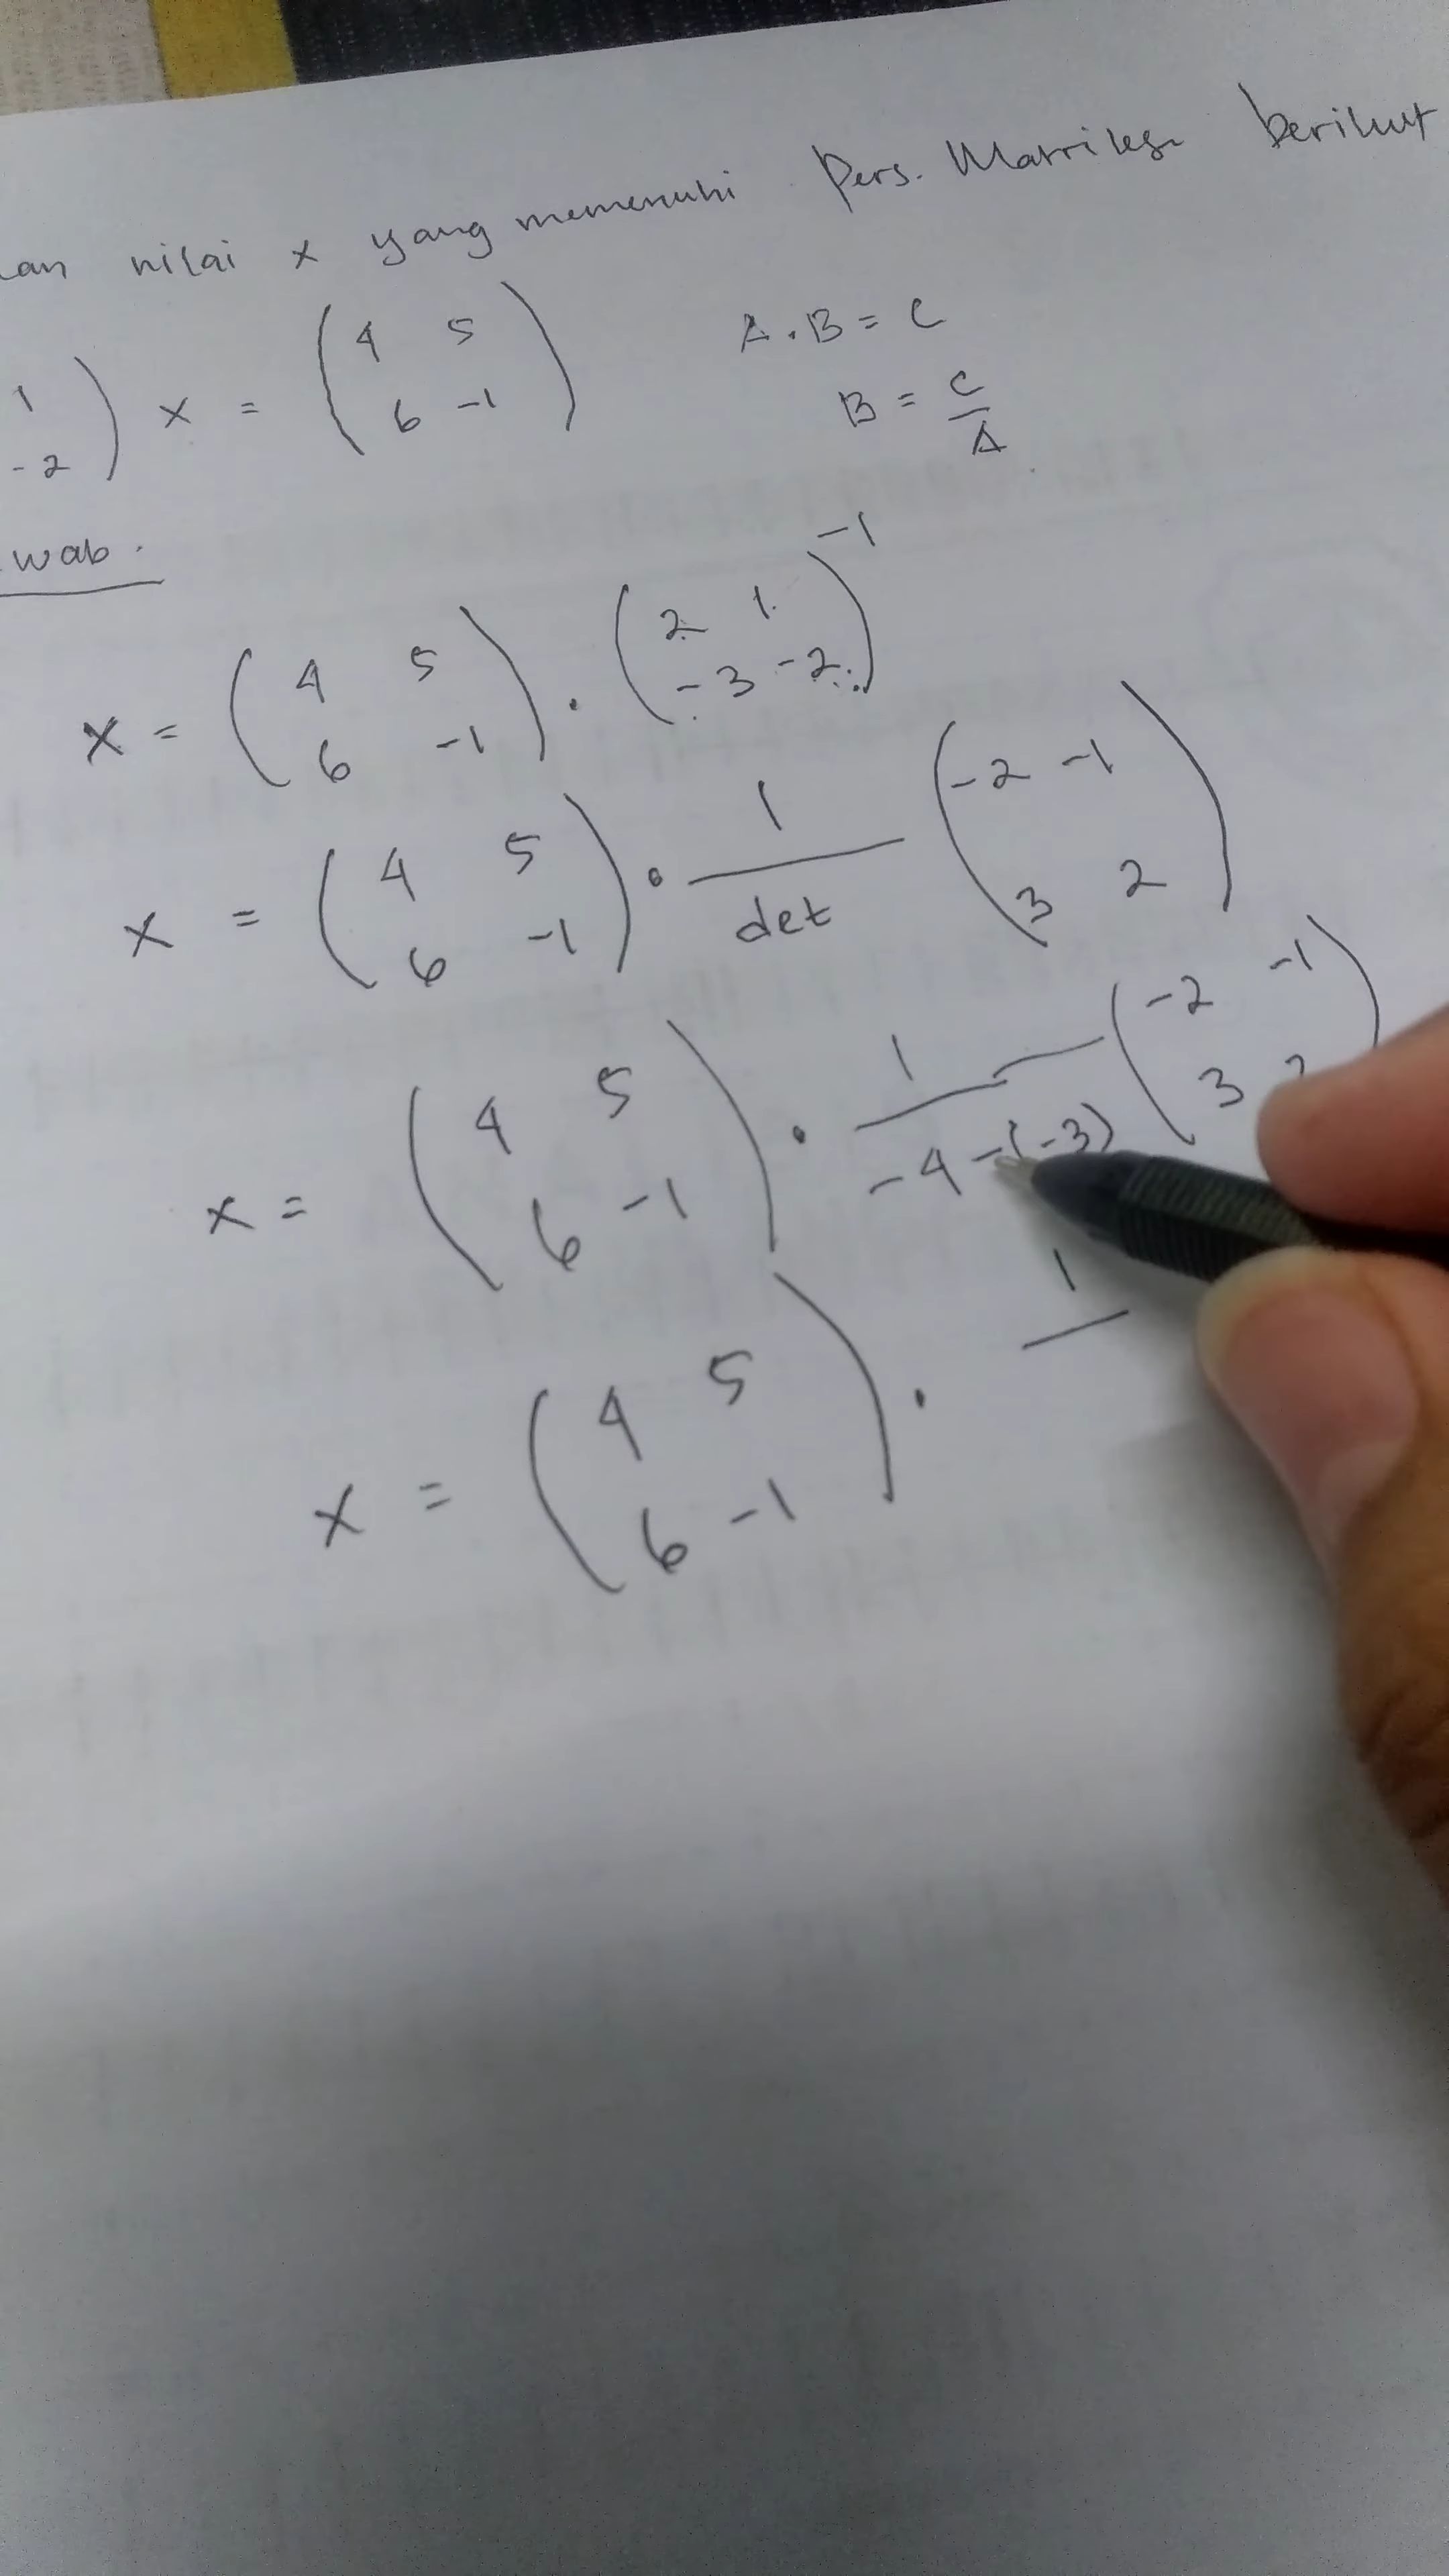 an nilai x yang memenuhi Pers. Matriks berikut
1
-2 ) x = ( 4 5
6 -1 )
A . B = C
B = C
A
wab.
x = ( 4 5
6 -1 ) . ( 2 1
-3 -2 ) -1
x = ( 4 5
6 -1 ) . 1
det ( -2 -1
3 2 )
x = ( 4 5
6 -1 ) . 1
-4 -(-3) ( -2 -1
3
x = ( 4 5
6 -1 ) . 1